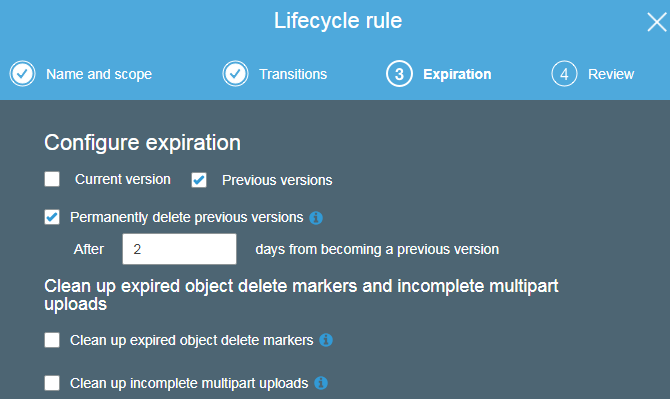 Lifecycle rule
Name and scope
Transitions
3 Expiration
4 Review
Configure expiration
Current version
Previous versions
Permanently delete previous versions
After 2 days from becoming a previous version
Clean up expired object delete markers and incomplete multipart
uploads
Clean up expired object delete markers
Clean up incomplete multipart uploads